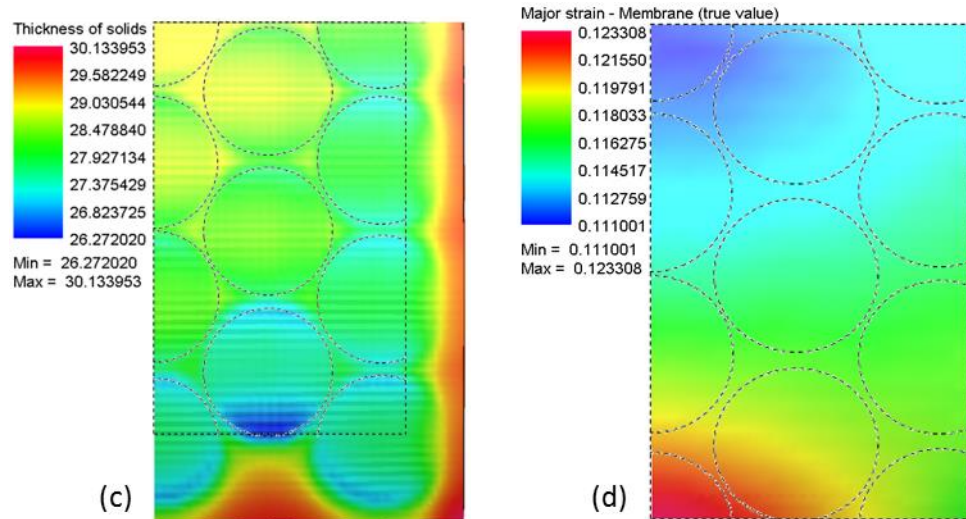 Thickness of solids
30.133953
29.582249
29.030544
28.478840
27.927134
27.375429
26.823725
26.272020
Min = 26.272020
Max = 30.133953
(c)
Major strain - Membrane (true value)
0.123308
0.121550
0.119791
0.118033
0.116275
0.114517
0.112759
0.111001
Min = 0.111001
Max = 0.123308
(d)